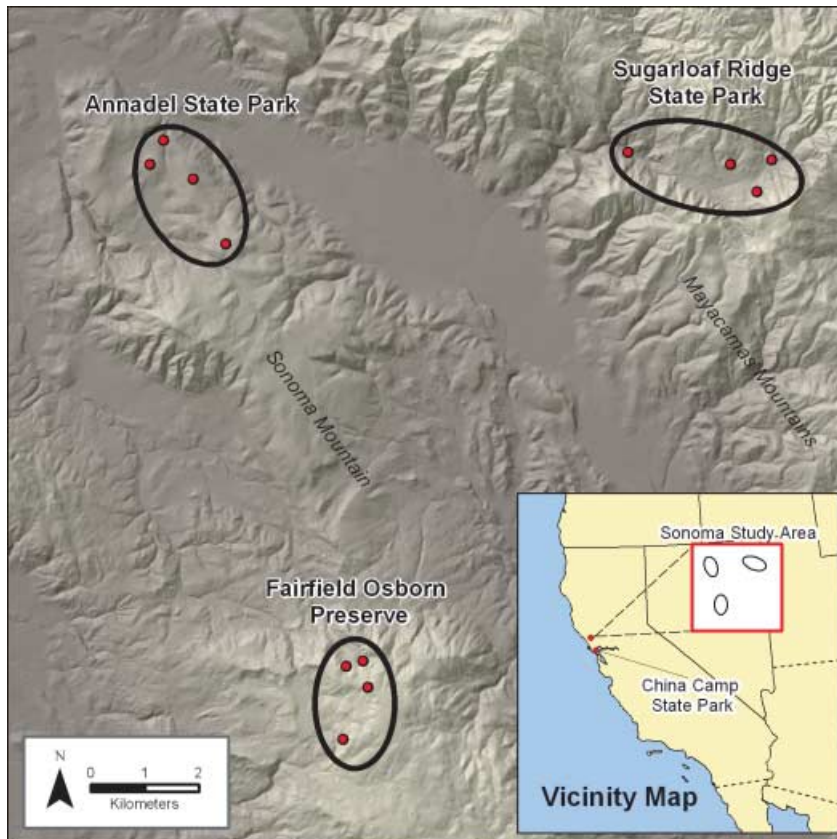 Annadel State Park
Sugarloaf Ridge
State Park
Mayacamas Mountains
Sonoma Mountain
Fairfield Osborn
Preserve
N
0 1 2
Kilometers
Sonoma Study Area
China Camp
State Park
Vicinity Map